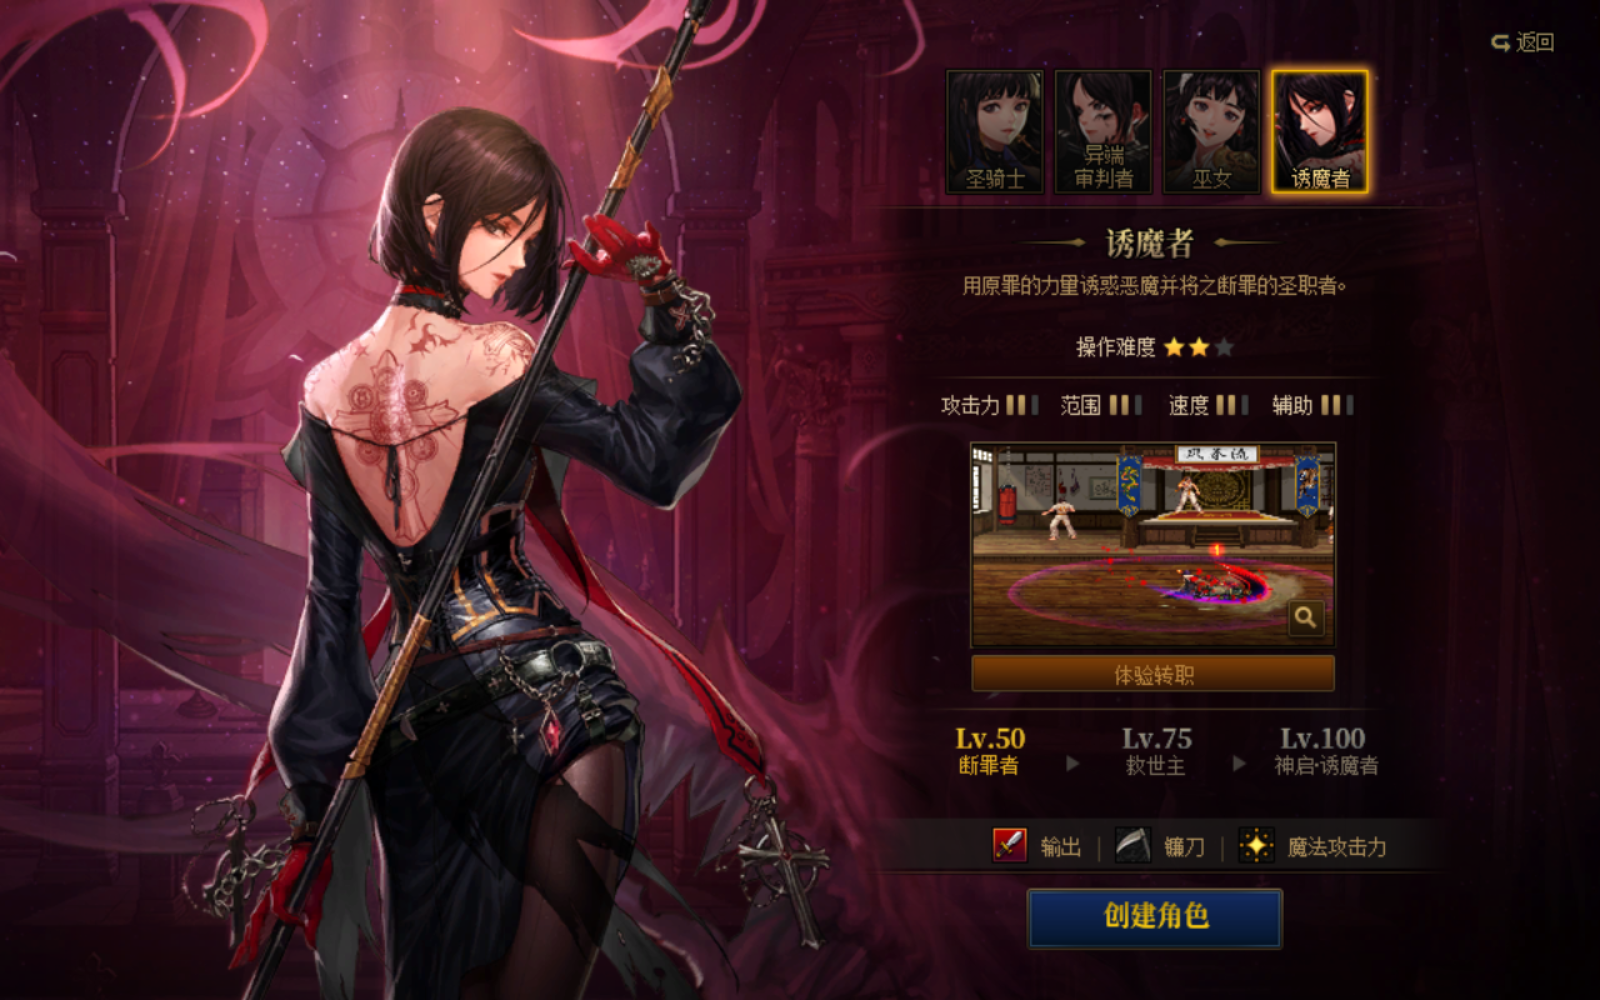 返回
圣骑士
异端
审判者
巫女
诱魔者
诱魔者
用原罪的力量诱惑恶魔并将之断罪的圣职者。
操作难度
攻击力 范围 速度 辅助
体验转职
Lv.50 Lv.75 Lv.100
断罪者 救世主 神启·诱魔者
输出 | 镰刀 | 魔法攻击力
创建角色